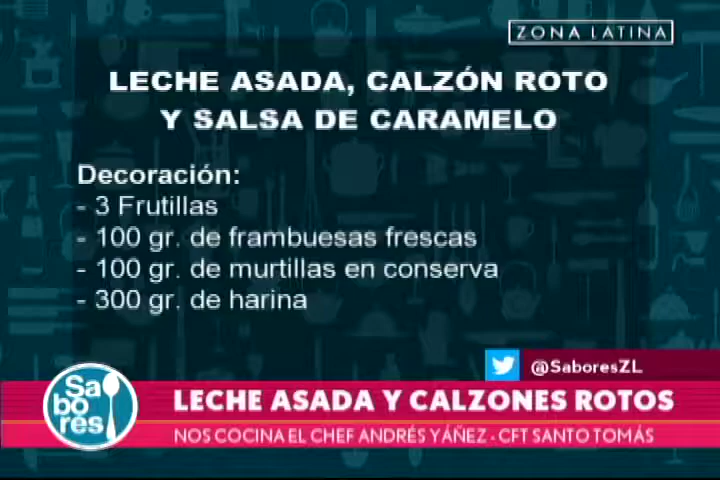 ZONA LATINA
LECHE ASADA, CALZÓN ROTO
Y SALSA DE CARAMELO
Decoración:
- 3 Frutillas
- 100 gr. de frambuesas frescas
- 100 gr. de murtillas en conserva
- 300 gr. de harina
@SaboresZL
Sa
bo
res
LECHE ASADA Y CALZONES ROTOS
NOS COCINA EL CHEF ANDRÉS YÁÑEZ - CFT SANTO TOMÁS